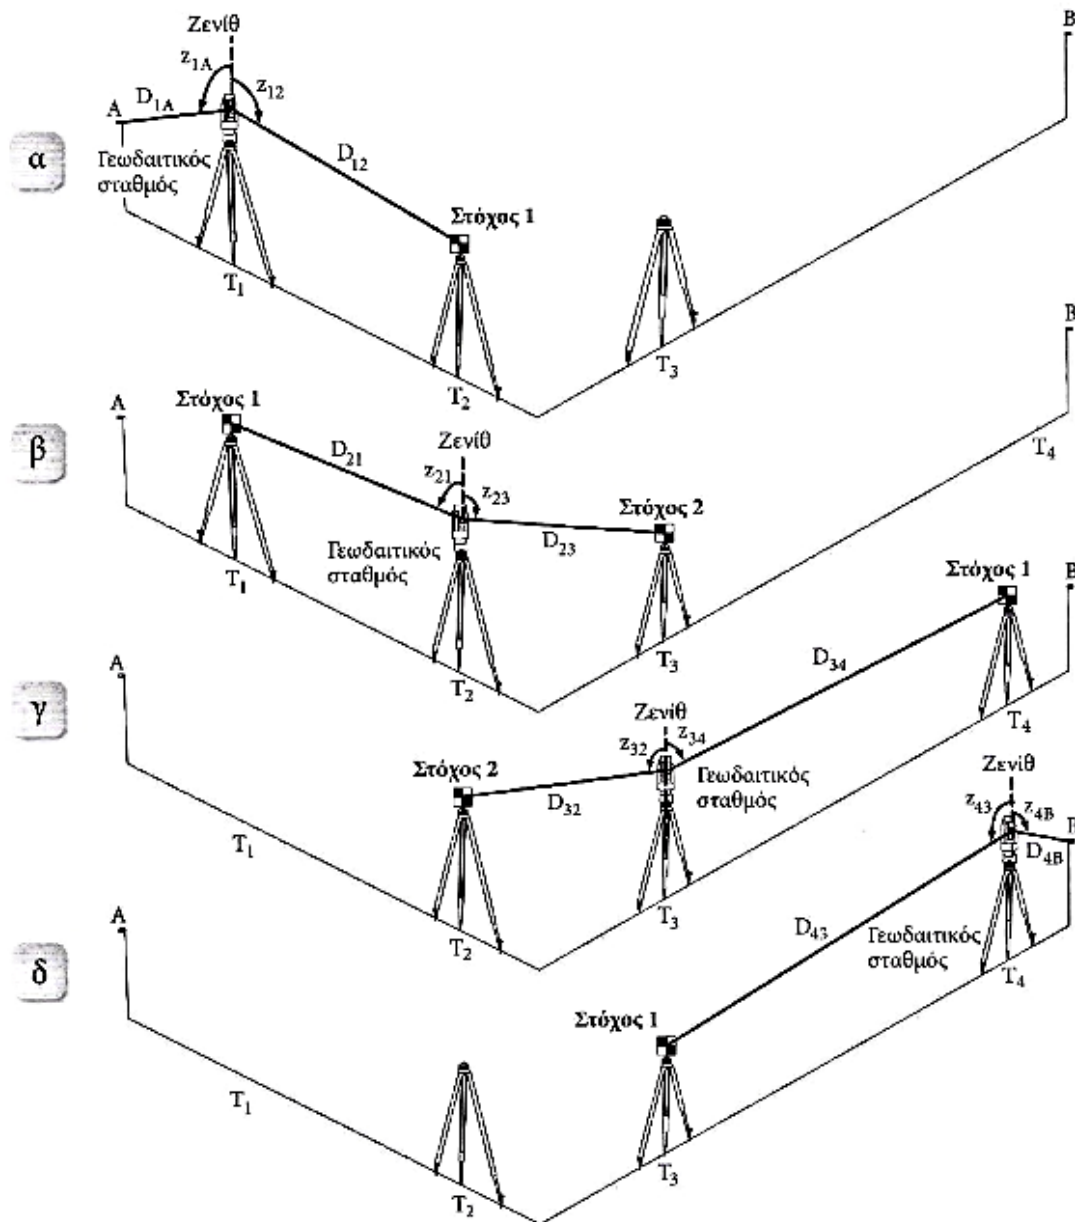 α
Ζενίθ
z1A
z12
D1A
A
Γεωδαιτικός
σταθμός
D12
Στόχος 1
T1
T2
T3
B
β
A
Στόχος 1
D21
Ζενίθ
z21
z23
Στόχος 2
D23
Γεωδαιτικός
σταθμός
T1
T2
T3
T4
B
γ
A
Στόχος 1
D34
Ζενίθ
z32
z34
Στόχος 2
D32
Γεωδαιτικός
σταθμός
T1
T2
T3
T4
B
δ
A
Ζενίθ
z43
z4B
B
D4B
D43
Γεωδαιτικός
σταθμός
Στόχος 1
T1
T2
T3
T4